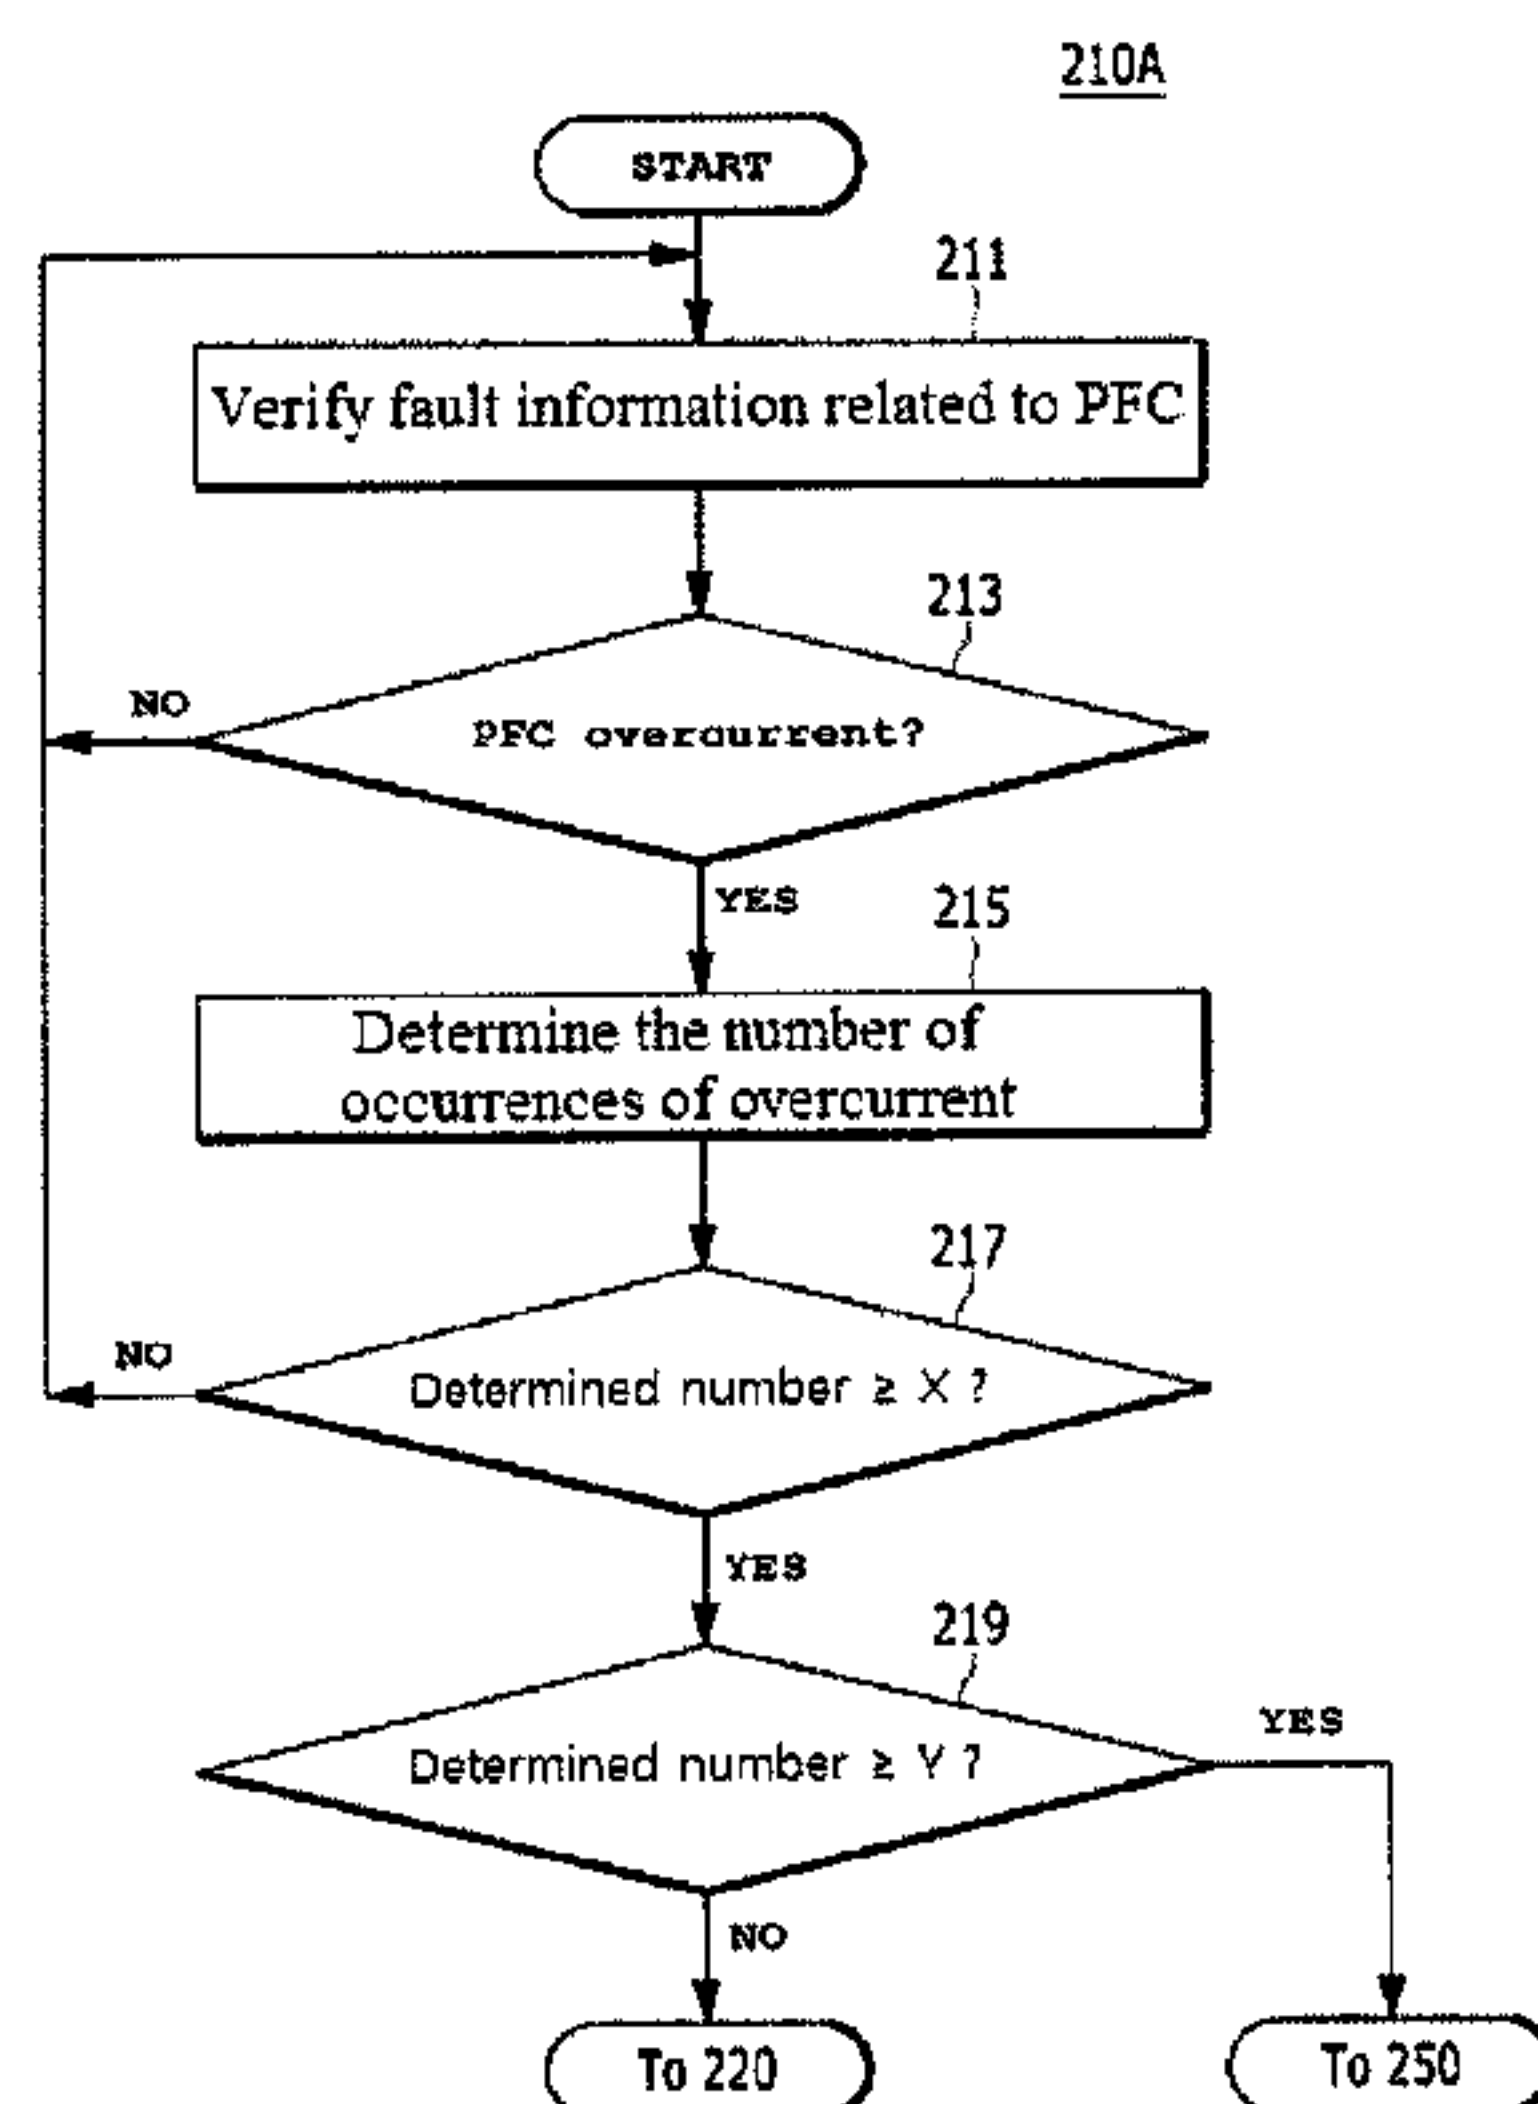 210A
START
211
Verify fault information related to PFC
213
NO
PFC overcurrent?
YES
215
Determine the number of
occurrences of overcurrent
217
NO
Determined number ≥ X ?
YES
219
YES
Determined number ≥ Y ?
NO
To 220
To 250